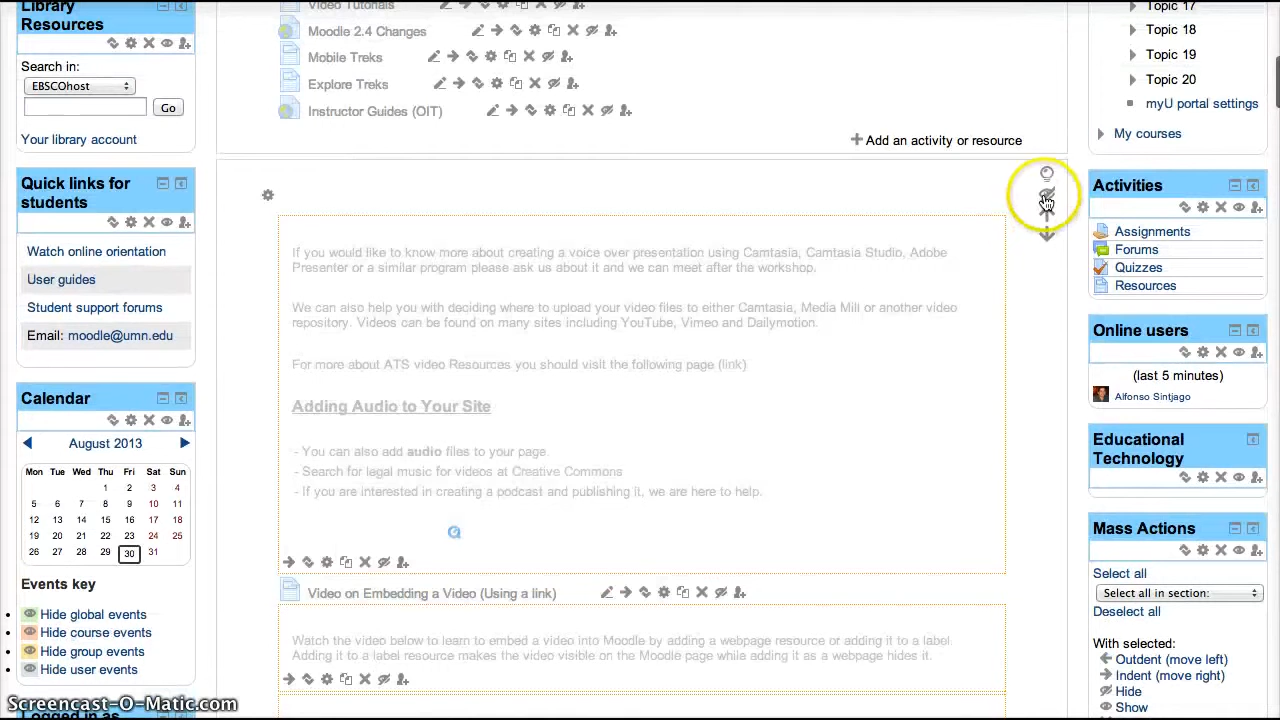 Library
Resources
Search in:
EBSCOhost
Go
Your library account
Quick links for
students
Watch online orientation
User guides
Student support forums
Email: moodle@umn.edu
Calendar
August 2013
Mon Tue Wed Thu Fri Sat Sun
1 2 3 4
5 6 7 8 9 10 11
12 13 14 15 16 17 18
19 20 21 22 23 24 25
26 27 28 29 30 31
Events key
Hide global events
Hide course events
Hide group events
Hide user events
Logged in as
Video Tutorials
Moodle 2.4 Changes
Mobile Treks
Explore Treks
Instructor Guides (OIT)
Add an activity or resource
If you would like to know more about creating a voice over presentation using Camtasia, Camtasia Studio, Adobe
Presenter or a similar program please ask us about it and we can meet after the workshop.
We can also help you with deciding where to upload your video files to either Camtasia, Media Mill or another video
repository. Videos can be found on many sites including YouTube, Vimeo and Dailymotion.
For more about ATS video Resources you should visit the following page (link)
Adding Audio to Your Site
- You can also add audio files to your page.
- Search for legal music for videos at Creative Commons
- If you are interested in creating a podcast and publishing it, we are here to help.
Video on Embedding a Video (Using a link)
Watch the video below to learn to embed a video into Moodle by adding a webpage resource or adding it to a label.
Adding it to a label resource makes the video visible on the Moodle page while adding it as a webpage hides it.
Topic 17
Topic 18
Topic 19
Topic 20
myU portal settings
My courses
Activities
Assignments
Forums
Quizzes
Resources
Online users
(last 5 minutes)
Alfonso Sintjago
Educational
Technology
Mass Actions
Select all
Select all in section:
Deselect all
With selected:
Outdent (move left)
Indent (move right)
Hide
Show
Screencast-O-Matic.com